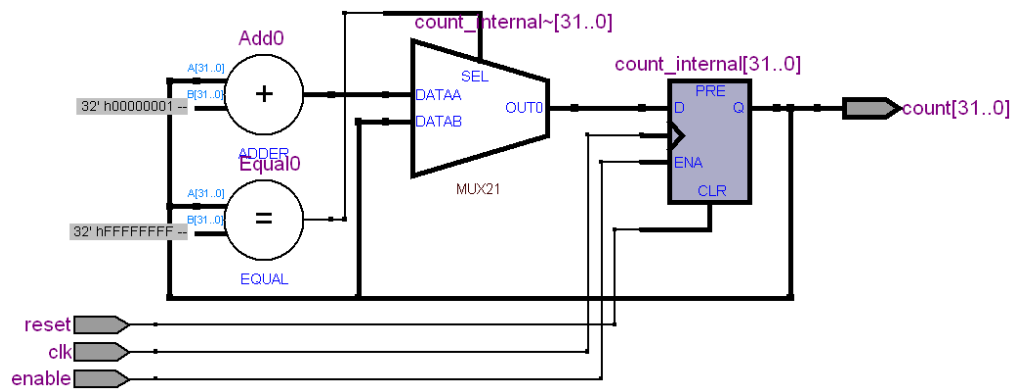 count_internal~[31..0]
Add0
SEL
count_internal[31..0]
A[31..0]
B[31..0]
32' h00000001 --
+
DATAA
DATAB
OUT0
PRE
D
Q
ENA
CLR
count[31..0]
ADDER
Equal0
MUX21
A[31..0]
B[31..0]
32' hFFFFFFFF --
=
EQUAL
reset
clk
enable